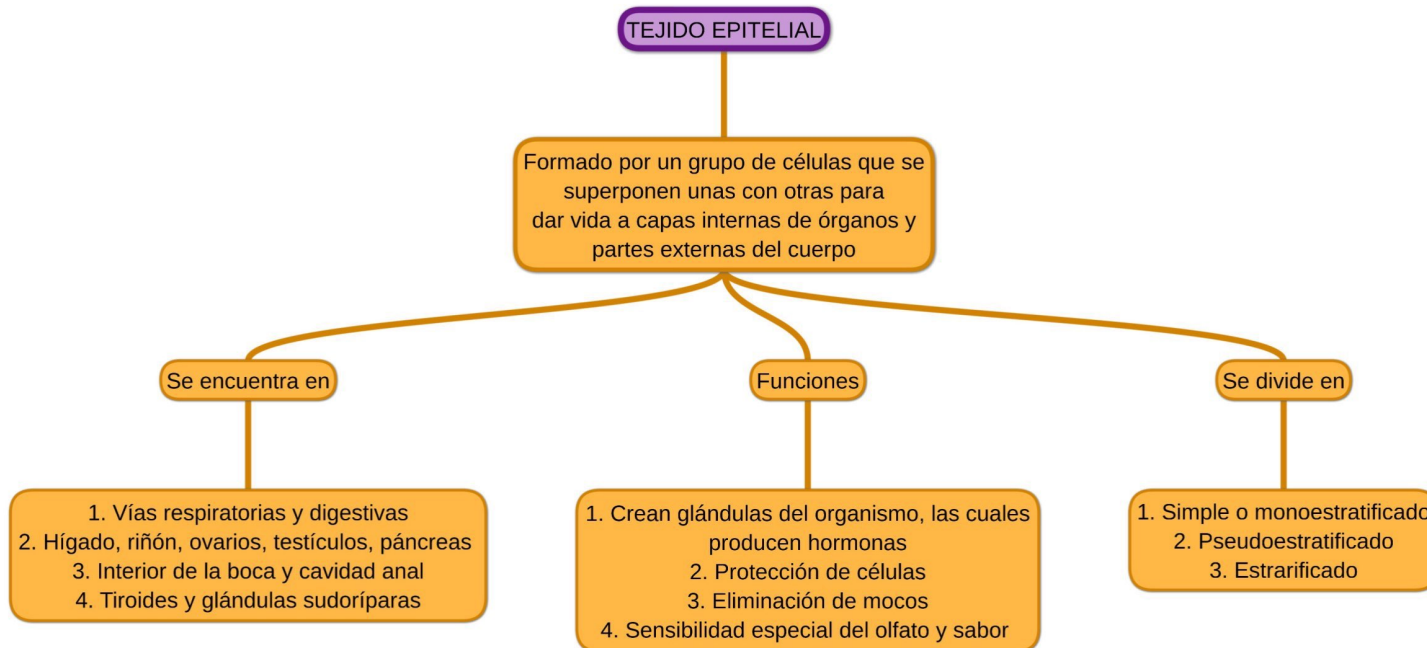 TEJIDO EPITELIAL
Formado por un grupo de células que se
superponen unas con otras para
dar vida a capas internas de órganos y
partes externas del cuerpo
Se encuentra en
Funciones
Se divide en
1. Vías respiratorias y digestivas
2. Hígado, riñón, ovarios, testículos, páncreas
3. Interior de la boca y cavidad anal
4. Tiroides y glándulas sudoríparas
1. Crean glándulas del organismo, las cuales
producen hormonas
2. Protección de células
3. Eliminación de mocos
4. Sensibilidad especial del olfato y sabor
1. Simple o monoestratificado
2. Pseudoestratificado
3. Estrarificado